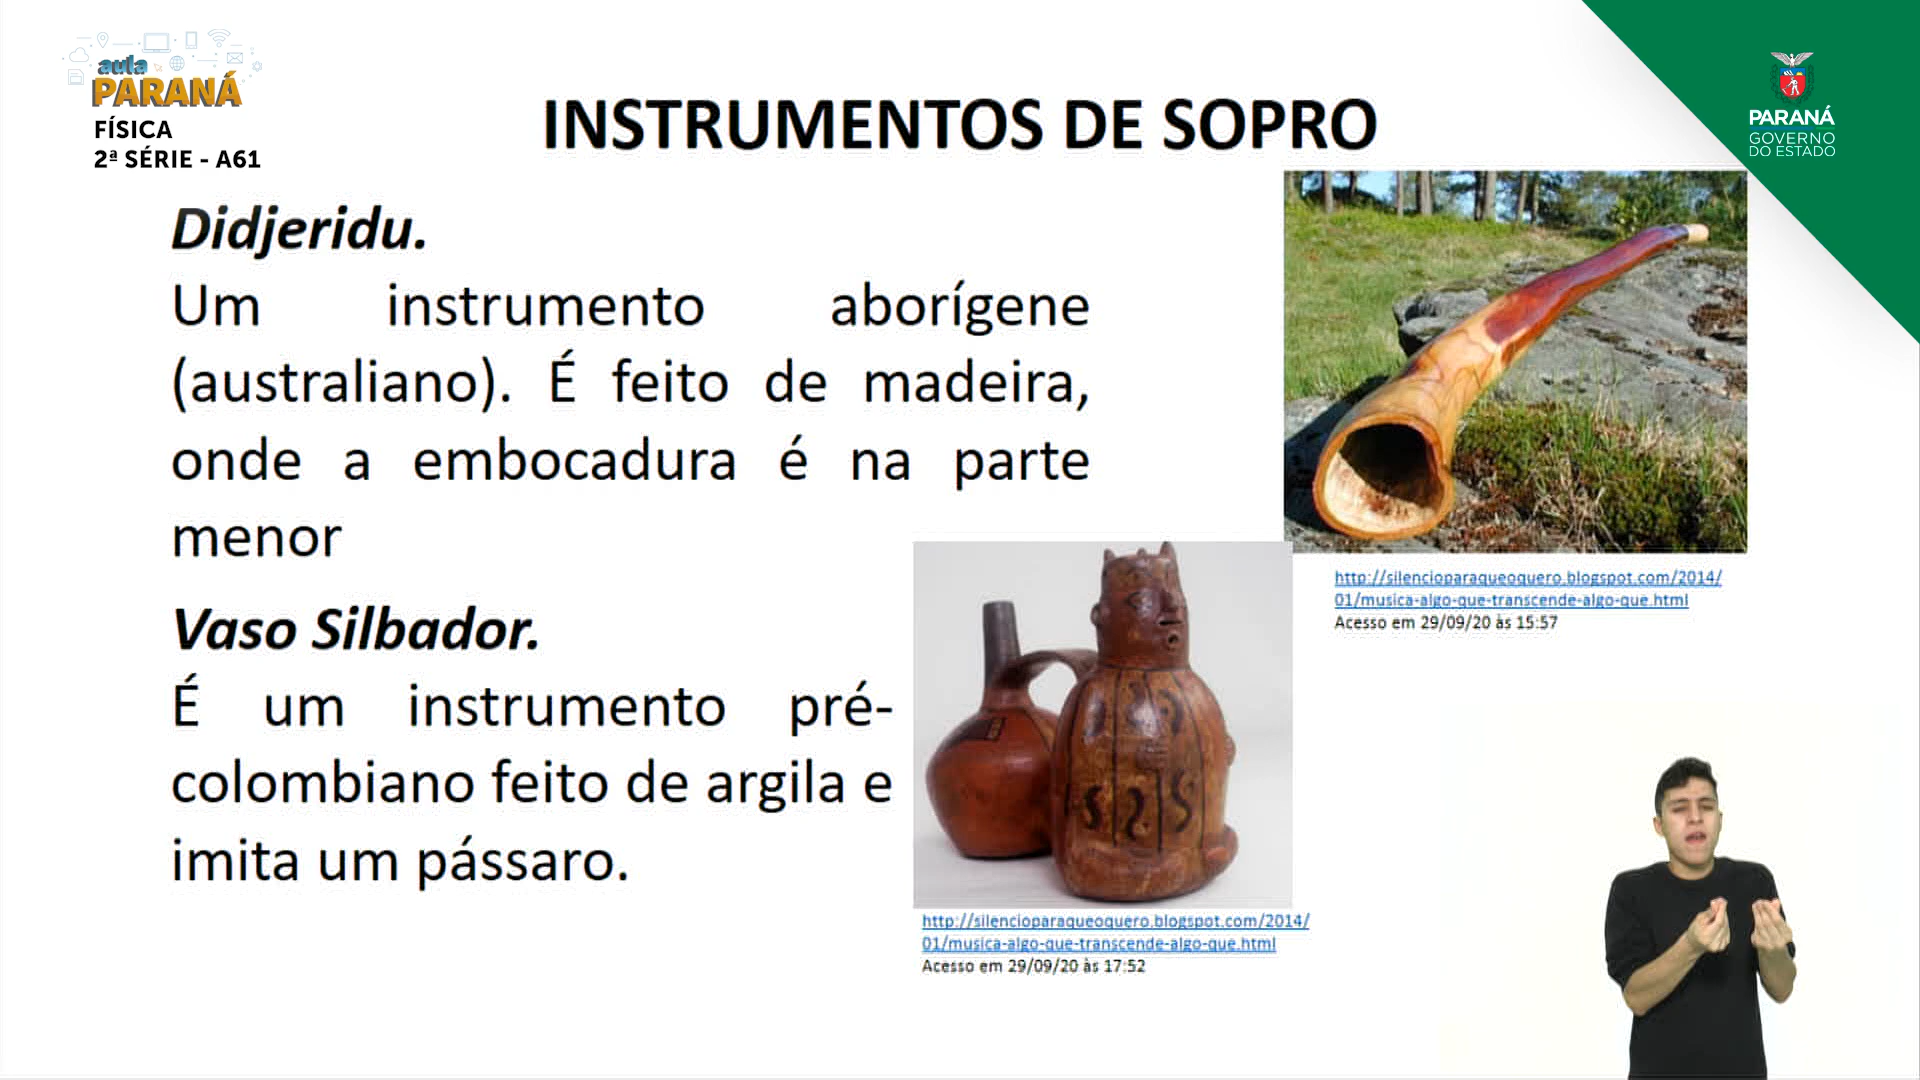 aula
PARANÁ
FÍSICA
2ª SÉRIE - A61
INSTRUMENTOS DE SOPRO
PARANÁ
GOVERNO
DO ESTADO
Didjeridu.
Um instrumento aborígene
(australiano). É feito de madeira,
onde a embocadura é na parte
menor
http://silencioparaqueoquero.blogspot.com/2014/
01/musica-algo-que-transcende-algo-que.html
Acesso em 29/09/20 às 15:57
Vaso Silbador.
É um instrumento pré-
colombiano feito de argila e
imita um pássaro.
http://silencioparaqueoquero.blogspot.com/2014/
01/musica-algo-que-transcende-algo-que.html
Acesso em 29/09/20 às 17:52